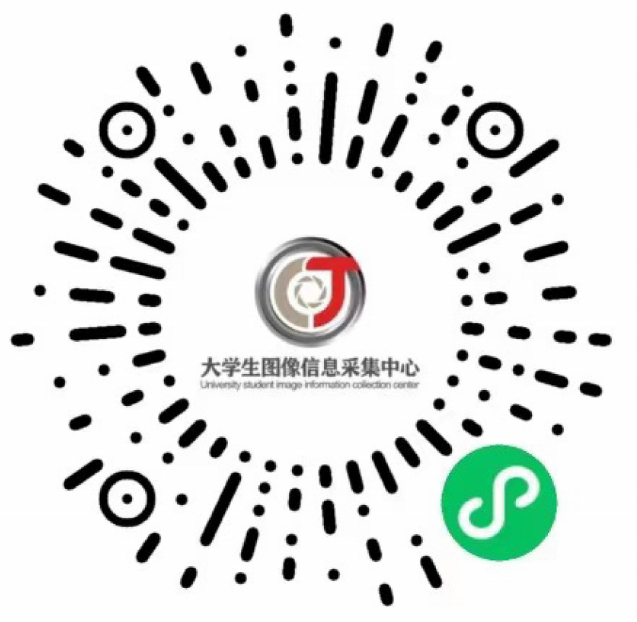 大学生图像信息采集中心
University student image information collection center